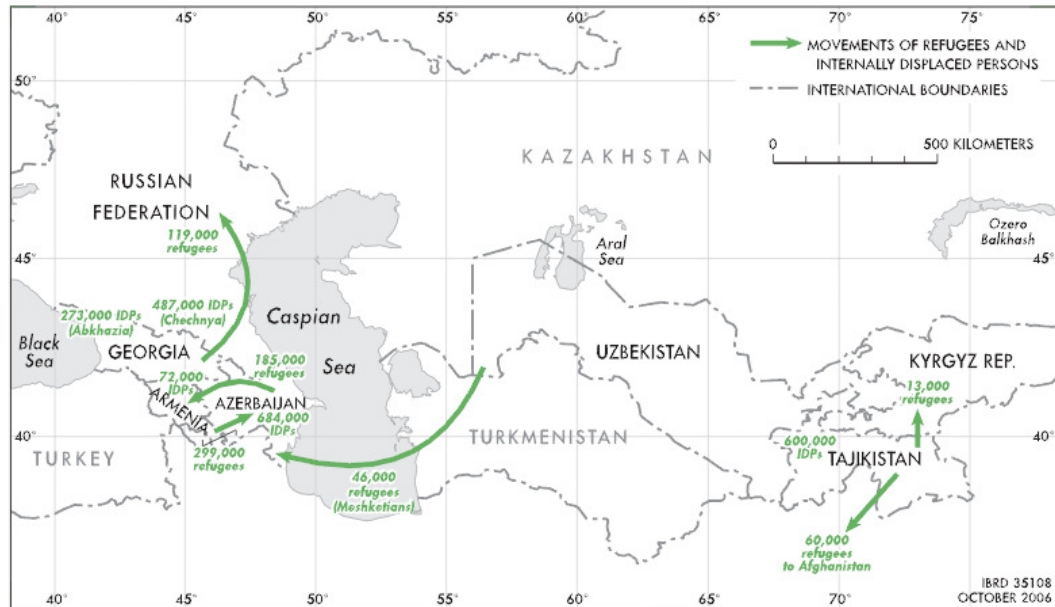 40°
45°
50°
55°
60°
65°
70°
75°
MOVEMENTS OF REFUGEES AND
INTERNALLY DISPLACED PERSONS
INTERNATIONAL BOUNDARIES
0
500 KILOMETERS
50°
50°
KAZAKHSTAN
RUSSIAN
FEDERATION
119,000
refugees
Ozero
Balkhash
Aral
Sea
45°
45°
273,000 IDPs
(Abkhazia)
487,000 IDPs
(Chechnya)
Caspian
Sea
Black
Sea
GEORGIA
UZBEKISTAN
KYRGYZ REP.
13,000
refugees
185,000
refugees
72,000
IDPs
ARMENIA
AZERBAIJAN
684,000
IDPs
40°
40°
TURKEY
299,000
refugees
TURKMENISTAN
600,000
IDPs
TAJIKISTAN
46,000
refugees
(Meshketians)
60,000
refugees
to Afghanistan
IBRD 35108
OCTOBER 2006
40°
45°
50°
55°
60°
65°
70°
75°